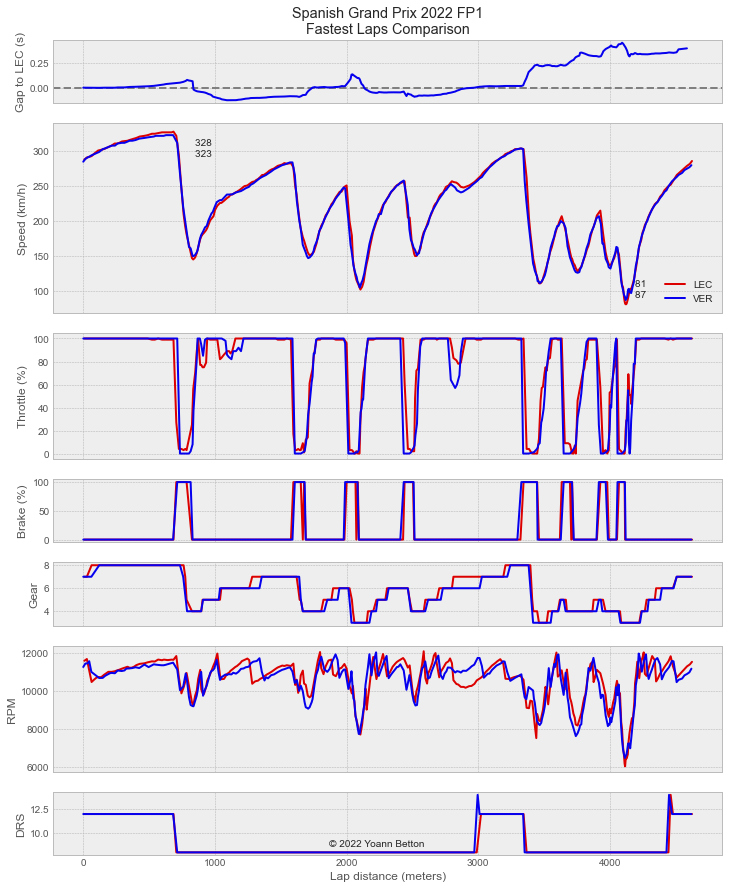 Spanish Grand Prix 2022 FP1
Fastest Laps Comparison
Gap to LEC (s)
0.25
0.00
Speed (km/h)
300
250
200
150
100
328
323
81
87
LEC
VER
Throttle (%)
100
80
60
40
20
0
Brake (%)
100
50
0
Gear
8
6
4
RPM
12000
10000
8000
6000
DRS
12.5
10.0
© 2022 Yoann Betton
0
1000
2000
3000
4000
Lap distance (meters)